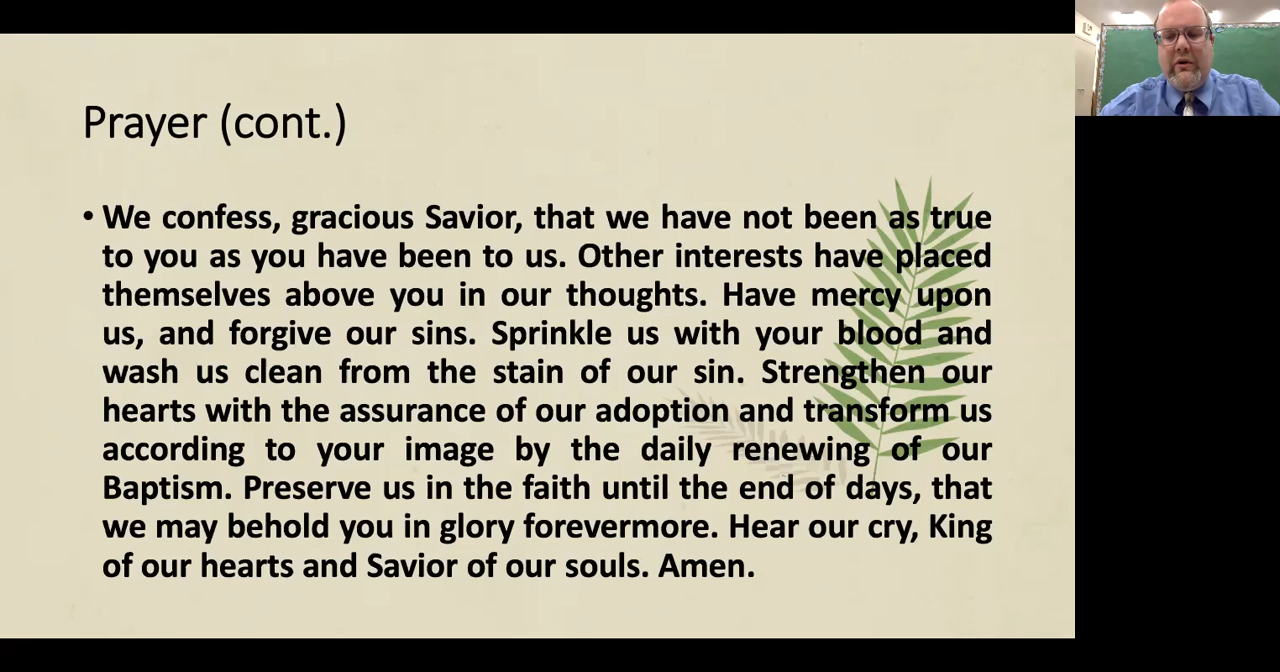 Prayer (cont.)
• We confess, gracious Savior, that we have not been as true
to you as you have been to us. Other interests have placed
themselves above you in our thoughts. Have mercy upon
us, and forgive our sins. Sprinkle us with your blood and
wash us clean from the stain of our sin. Strengthen our
hearts with the assurance of our adoption and transform us
according to your image by the daily renewing of our
Baptism. Preserve us in the faith until the end of days, that
we may behold you in glory forevermore. Hear our cry, King
of our hearts and Savior of our souls. Amen.